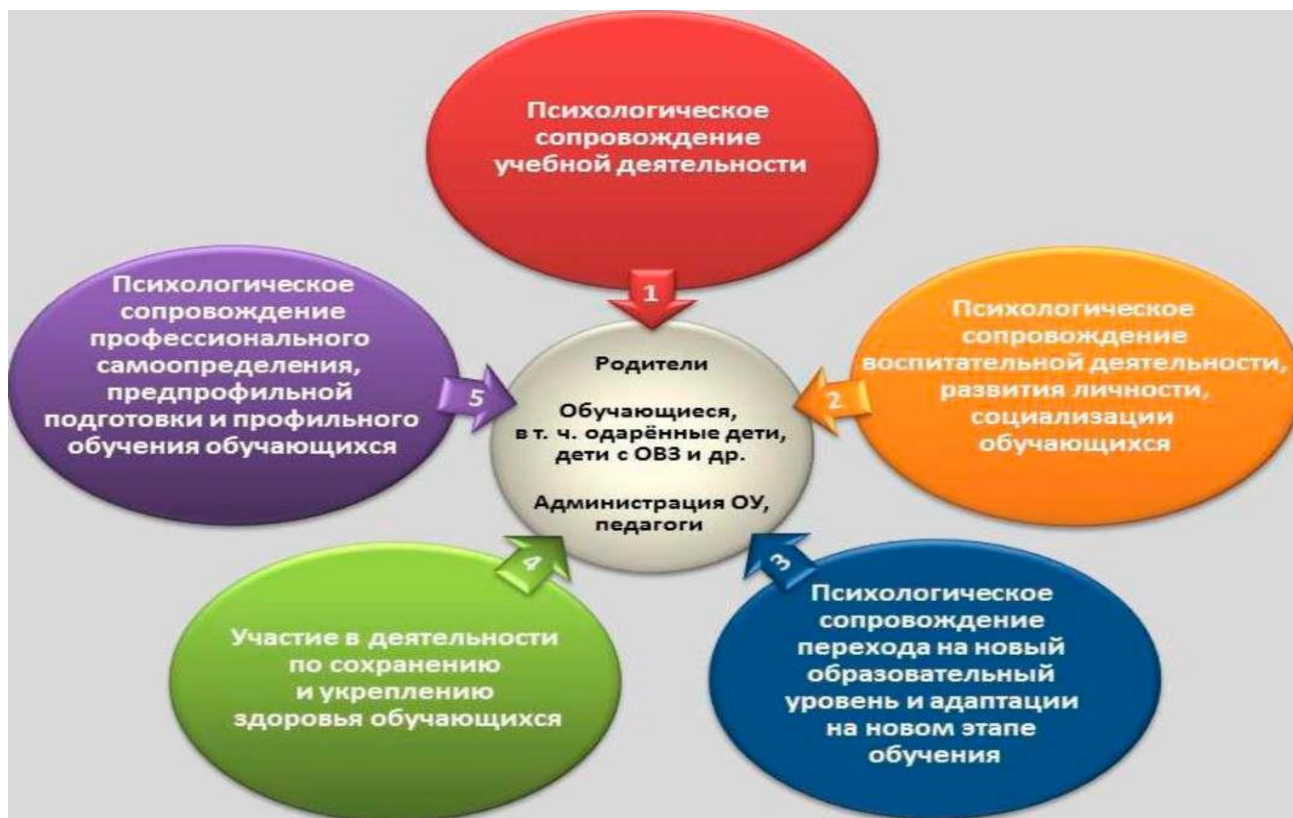 Психологическое
сопровождение
учебной деятельности
1
Психологическое
сопровождение
воспитательной деятельности,
развития личности,
социализации
обучающихся
2
Психологическое
сопровождение
перехода на новый
образовательный
уровень и адаптации
на новом этапе
обучения
3
Участие в деятельности
по сохранению
и укреплению
здоровья обучающихся
4
Психологическое
сопровождение
профессионального
самоопределения,
предпрофильной
подготовки и профильного
обучения обучающихся
5
Родители
Обучающиеся,
в т. ч. одарённые дети,
дети с ОВЗ и др.
Администрация ОУ,
педагоги